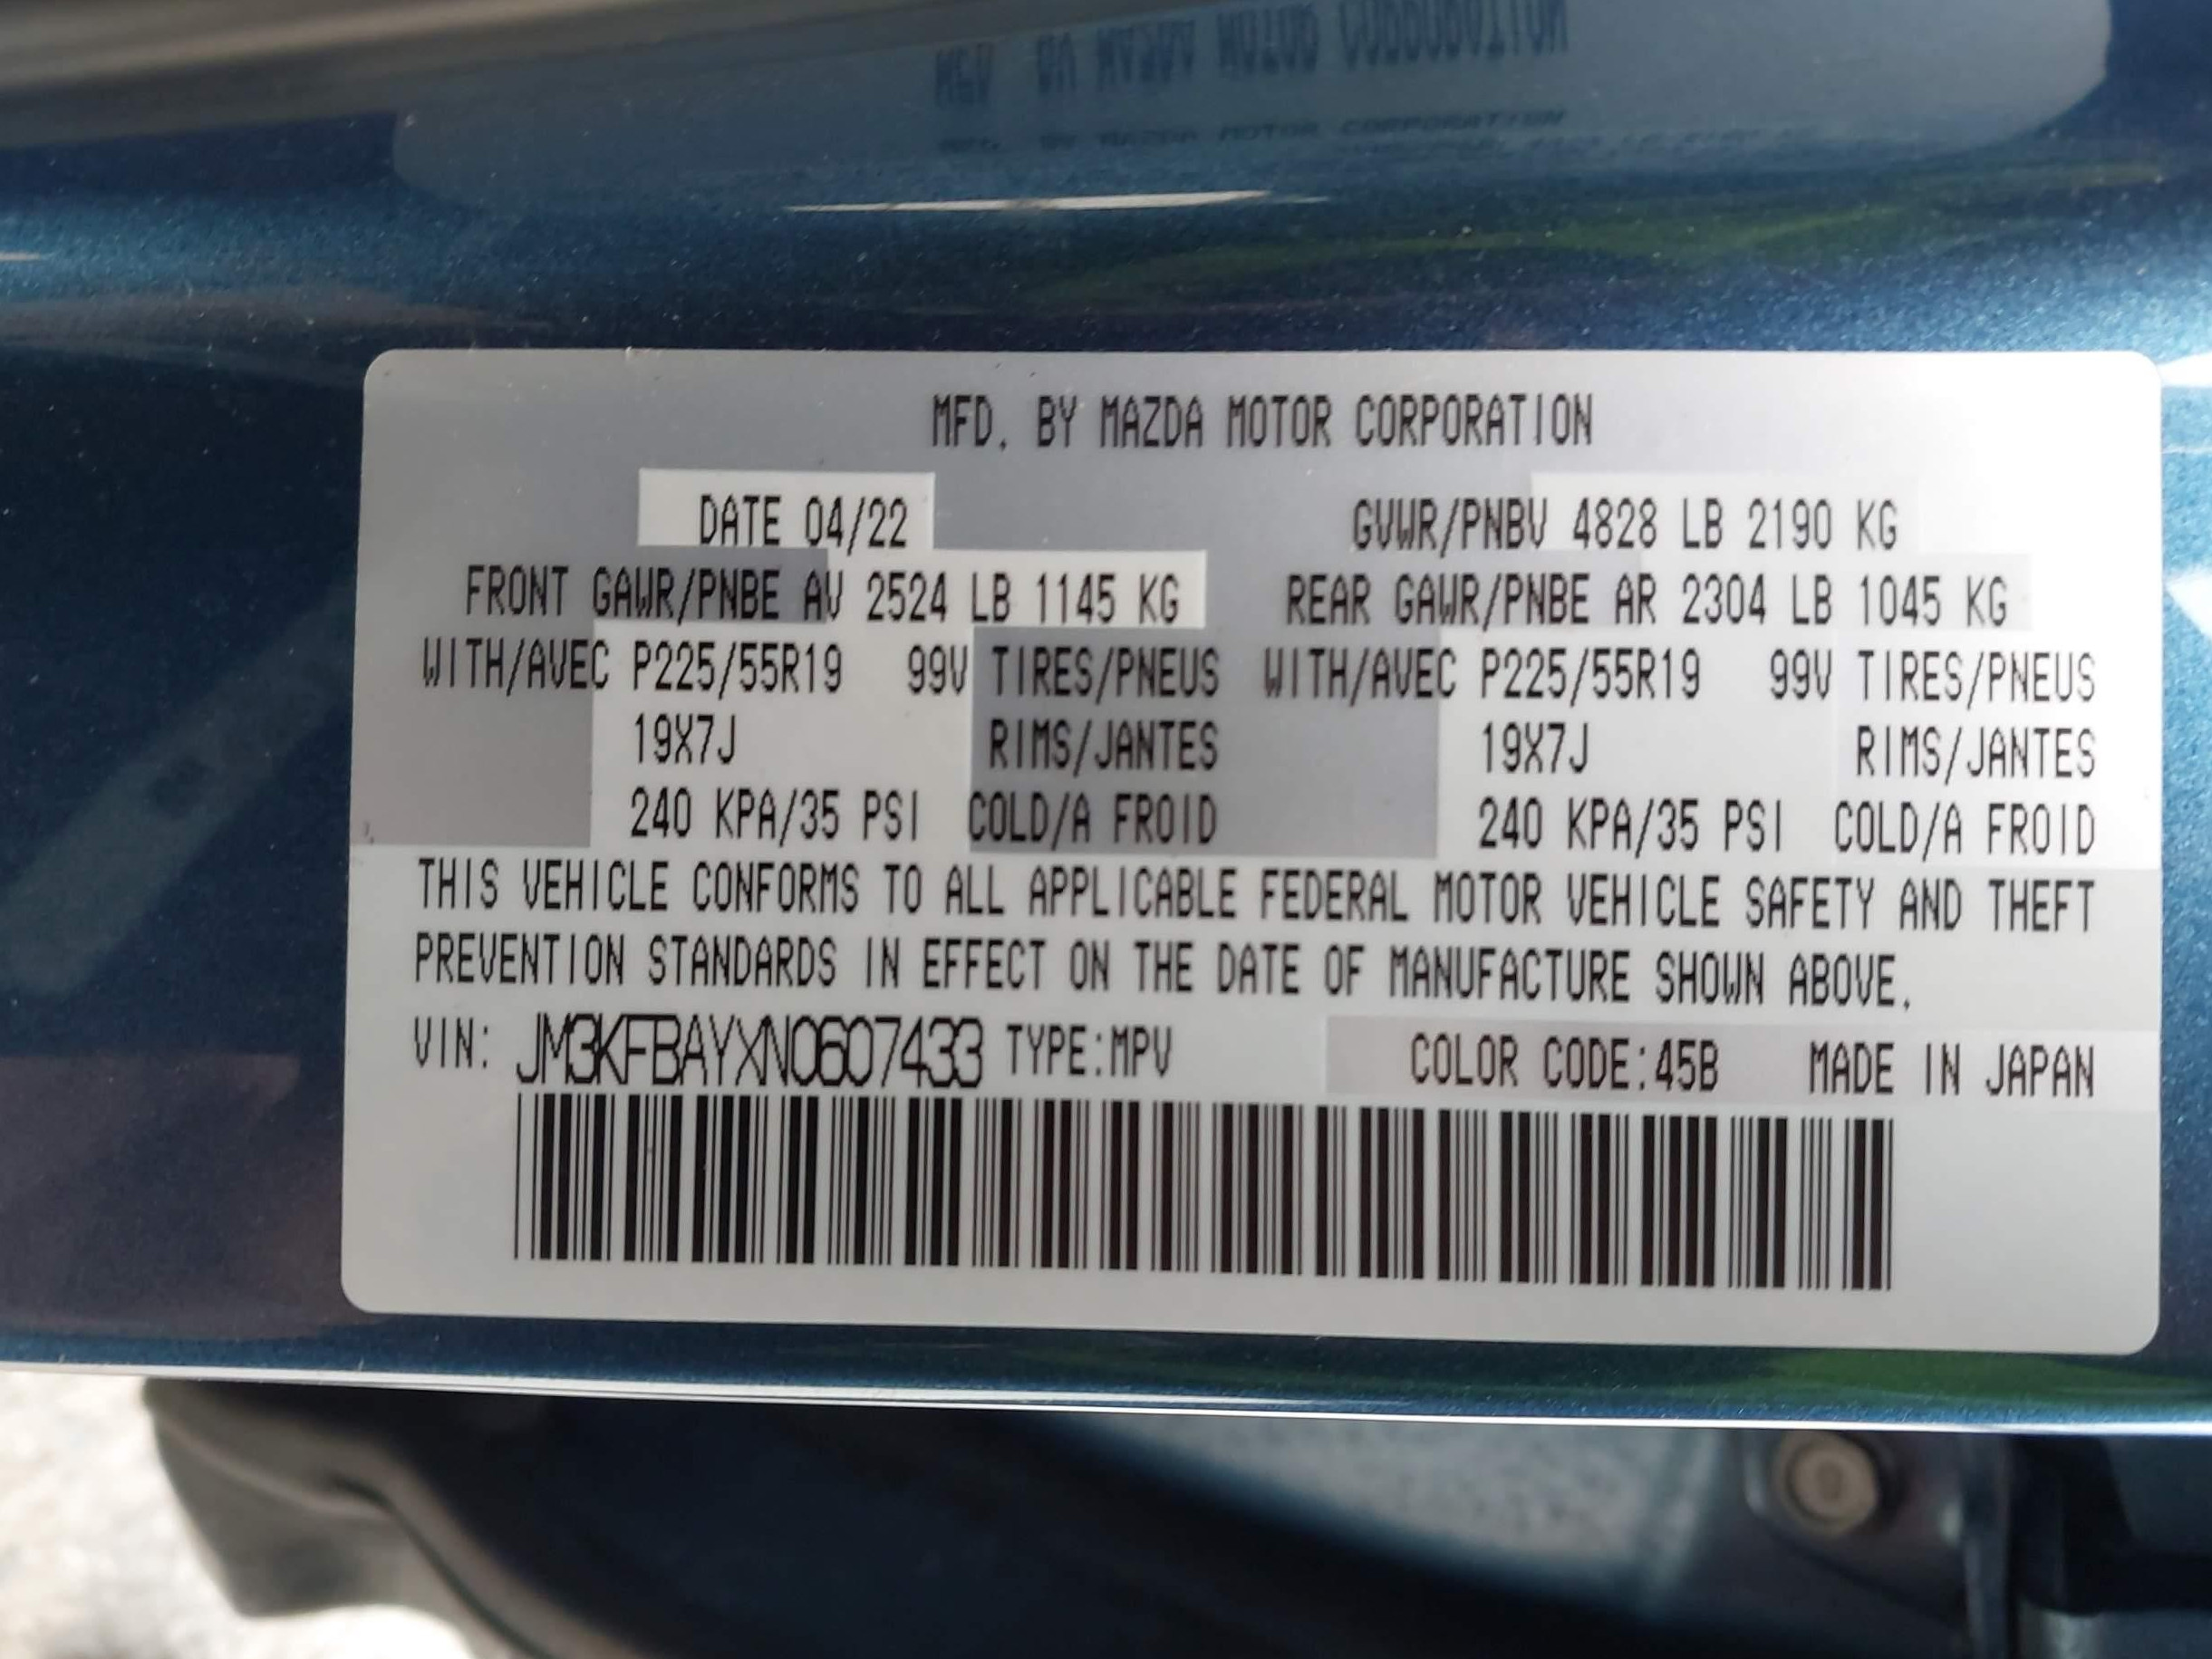 MFD. BY MAZDA MOTOR CORPORATION
DATE 04/22 GVWR/PNBV 4828 LB 2190 KG
FRONT GAWR/PNBE AV 2524 LB 1145 KG REAR GAWR/PNBE AR 2304 LB 1045 KG
WITH/AVEC P225/55R19 99V TIRES/PNEUS WITH/AVEC P225/55R19 99V TIRES/PNEUS
19X7J RIMS/JANTES 19X7J RIMS/JANTES
240 KPA/35 PSI COLD/A FROID 240 KPA/35 PSI COLD/A FROID
THIS VEHICLE CONFORMS TO ALL APPLICABLE FEDERAL MOTOR VEHICLE SAFETY AND THEFT
PREVENTION STANDARDS IN EFFECT ON THE DATE OF MANUFACTURE SHOWN ABOVE.
VIN: JM3KFBAYXN0607433 TYPE:MPV COLOR CODE:45B MADE IN JAPAN